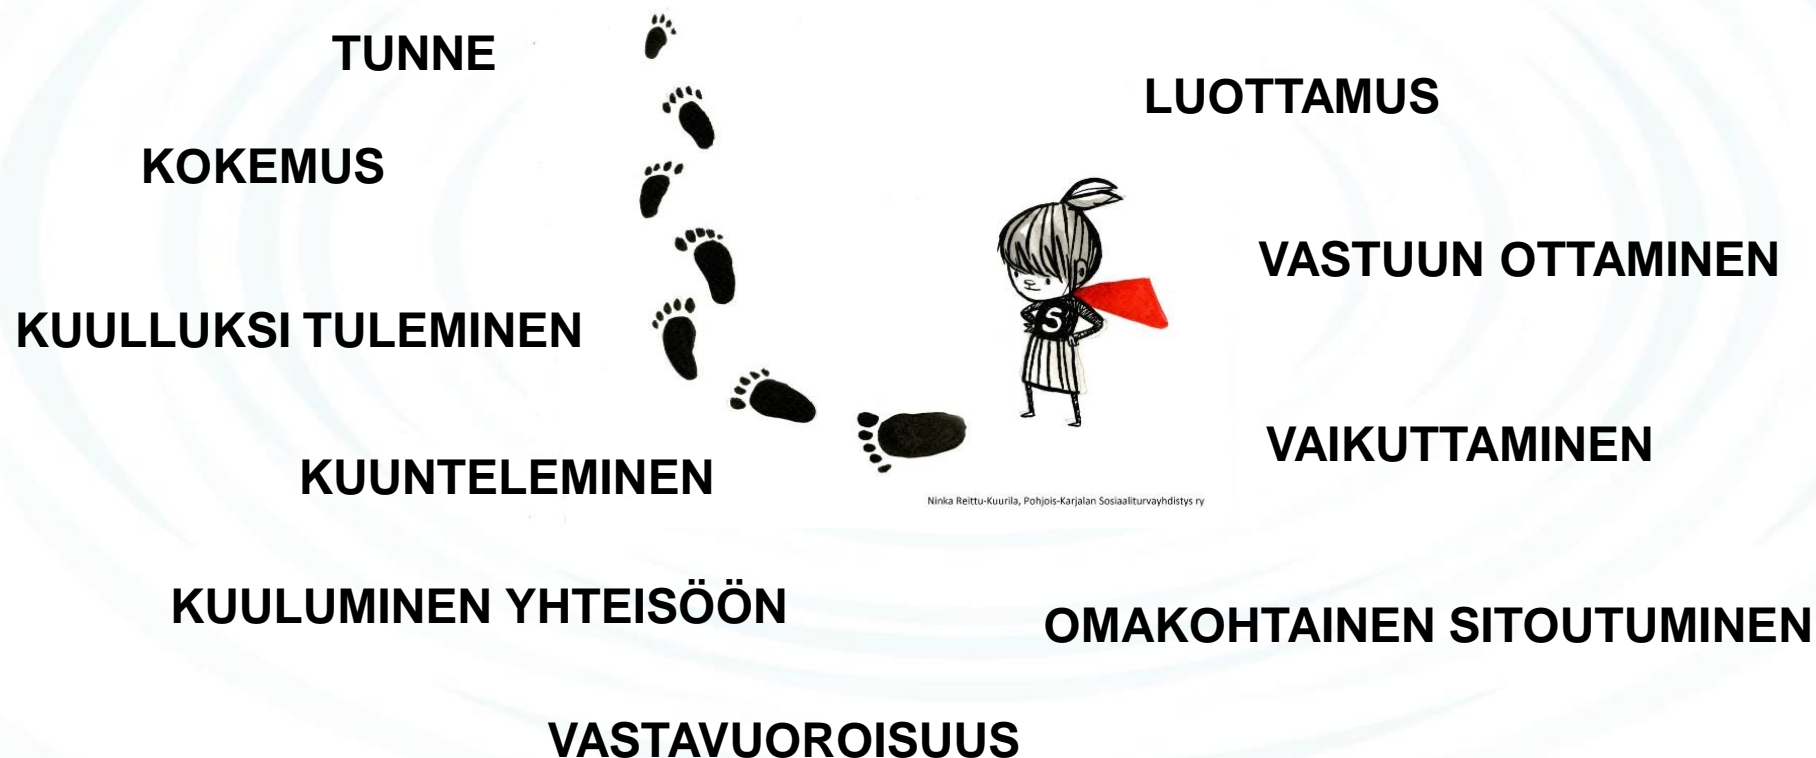 TUNNE
LUOTTAMUS
KOKEMUS
VASTUUN OTTAMINEN
KUULLUKSI TULEMINEN
S
VAIKUTTAMINEN
KUUNTELEMINEN
Ninka Reittu-Kuurila, Pohjois-Karjalan Sosiaaliturvayhdistys ry
KUULUMINEN YHTEISÖÖN
OMAKOHTAINEN SITOUTUMINEN
VASTAVUOROISUUS